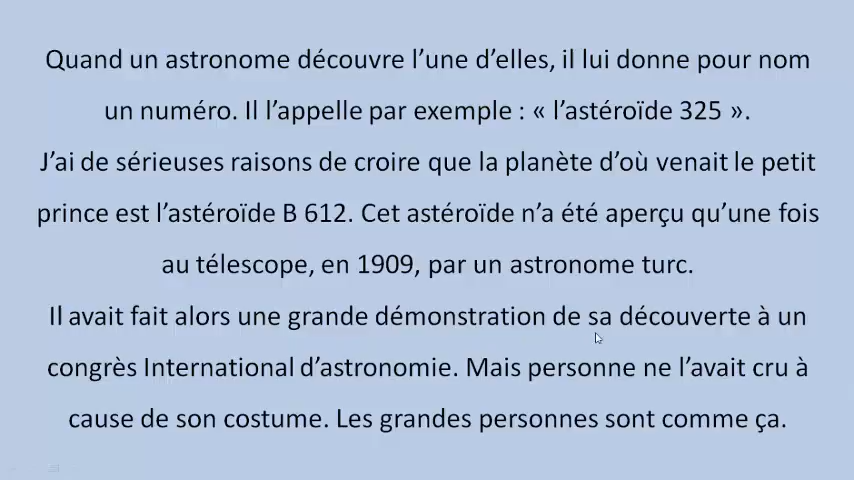 Quand un astronome découvre l’une d’elles, il lui donne pour nom
un numéro. Il l’appelle par exemple : « l’astéroïde 325 ».
J’ai de sérieuses raisons de croire que la planète d’où venait le petit
prince est l’astéroïde B 612. Cet astéroïde n’a été aperçu qu’une fois
au télescope, en 1909, par un astronome turc.
Il avait fait alors une grande démonstration de sa découverte à un
congrès International d’astronomie. Mais personne ne l’avait cru à
cause de son costume. Les grandes personnes sont comme ça.